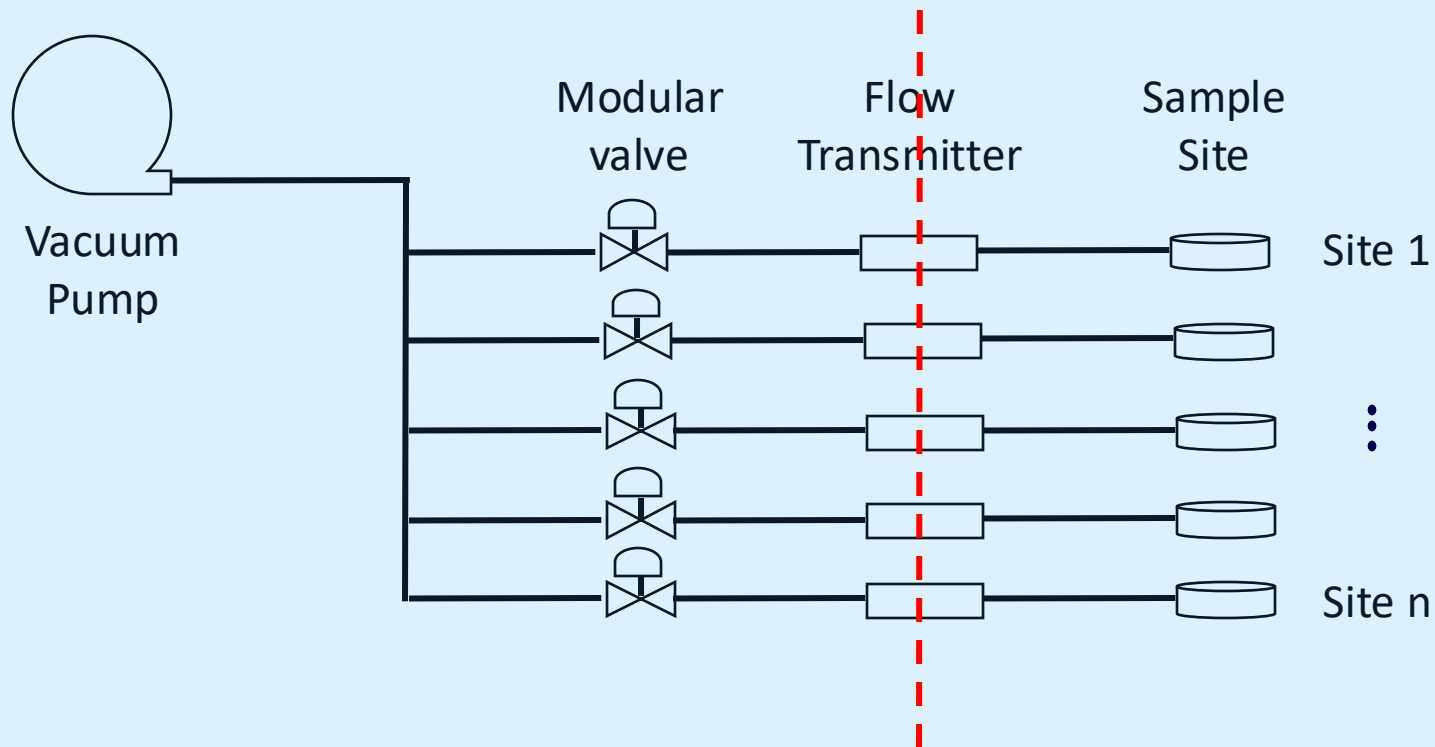 Modular
valve
Flow
Transmitter
Sample
Site
Vacuum
Pump
Site 1
Site n